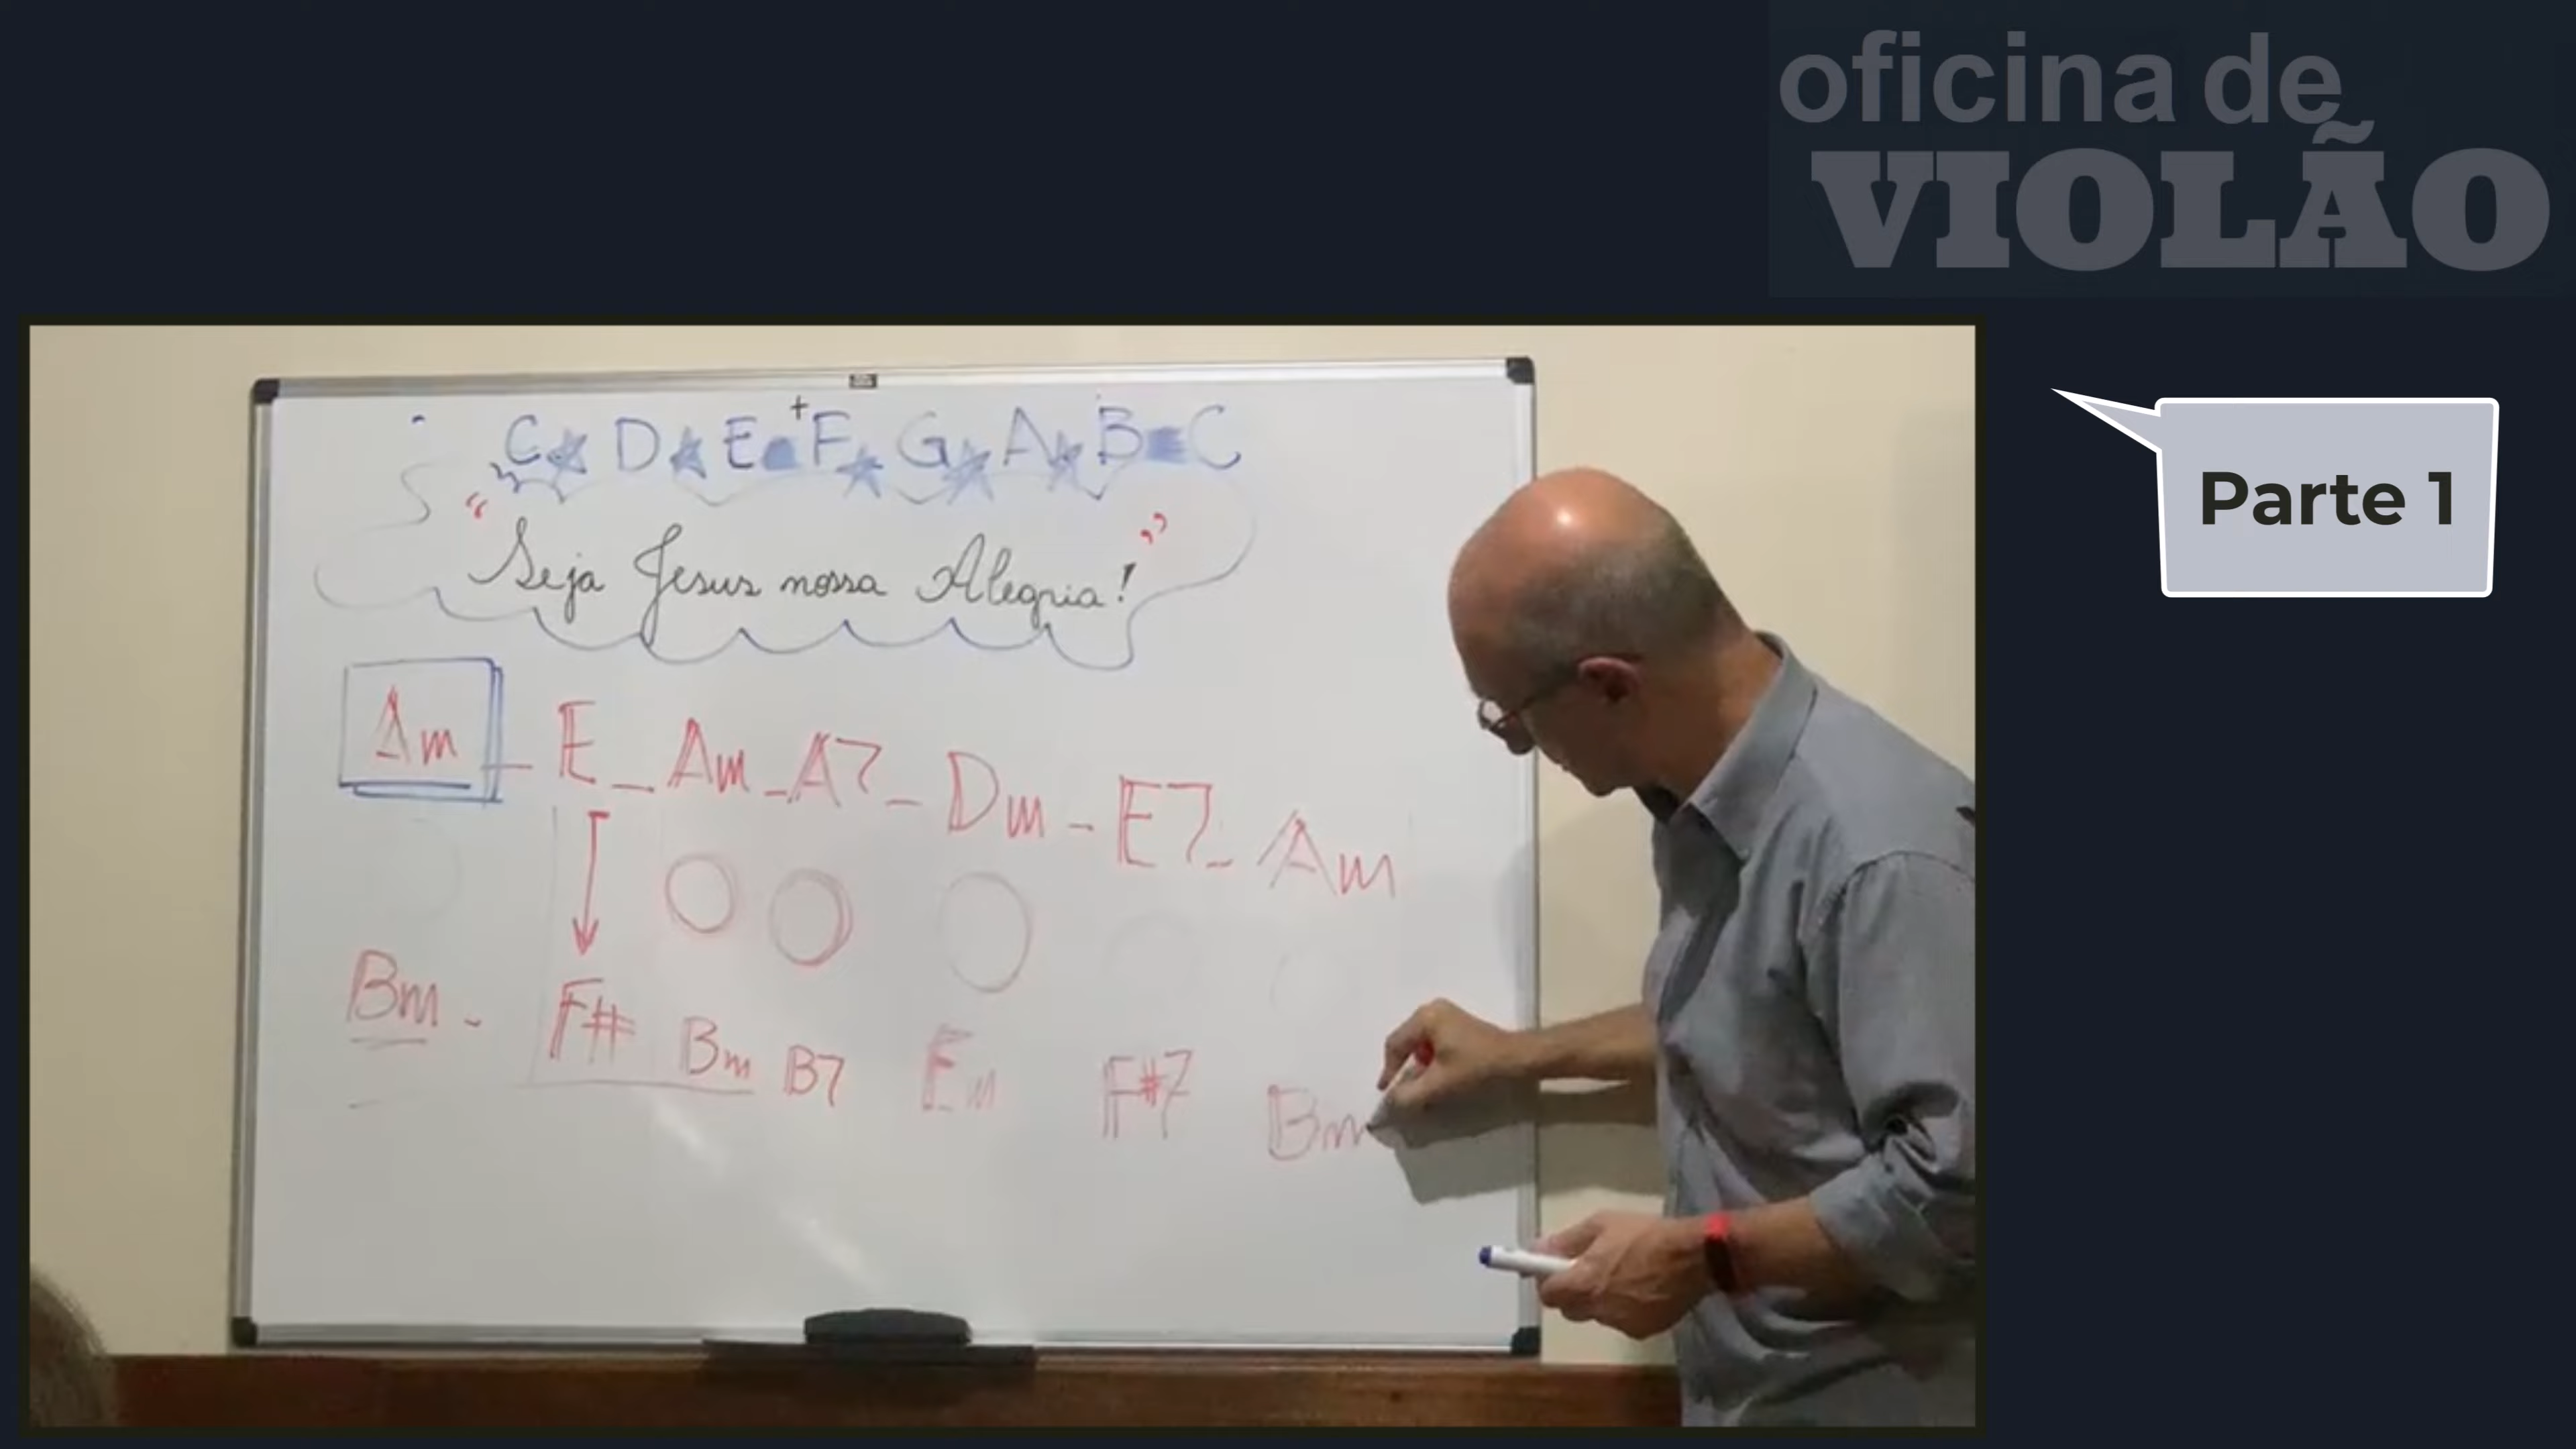 oficina de
VIOLÃO
Parte 1
C D E + F G A B C
“Seja Jesus nossa Alegria!”
Am - E - Am - A7 - Dm - E7 - Am
Bm - F# Bm B7 Em F#7 Bm